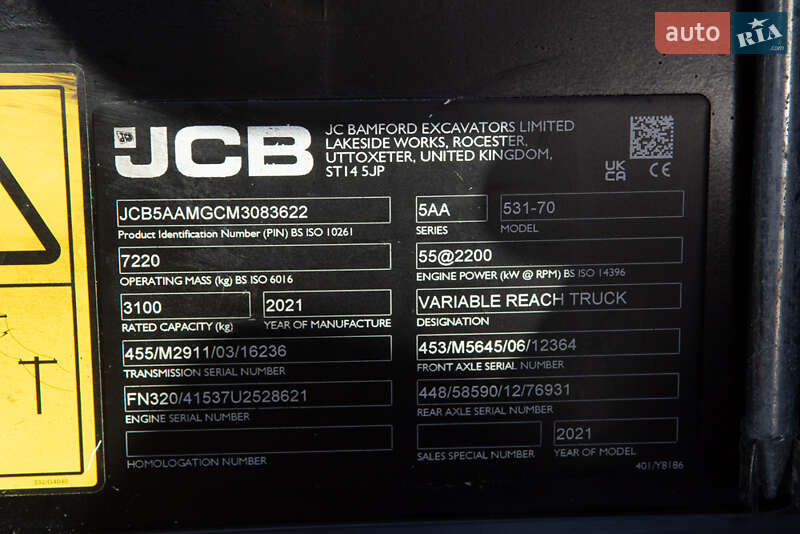 auto RIA.com
JCB
JC BAMFORD EXCAVATORS LIMITED
LAKESIDE WORKS, ROCESTER,
UTTOXETER, UNITED KINGDOM,
ST14 5JP
UK CA CE
JCB5AAMGCM3083622
Product Identification Number (PIN) BS ISO 10261
5AA 531-70
SERIES MODEL
7220
OPERATING MASS (kg) BS ISO 6016
55@2200
ENGINE POWER (kW @ RPM) BS ISO 14396
3100 2021
RATED CAPACITY (kg) YEAR OF MANUFACTURE
VARIABLE REACH TRUCK
DESIGNATION
455/M2911/03/16236
TRANSMISSION SERIAL NUMBER
453/M5645/06/12364
FRONT AXLE SERIAL NUMBER
FN320/41537U2528621
ENGINE SERIAL NUMBER
448/58590/12/76931
REAR AXLE SERIAL NUMBER
HOMOLOGATION NUMBER
2021
SALES SPECIAL NUMBER YEAR OF MODEL
401/Y8186